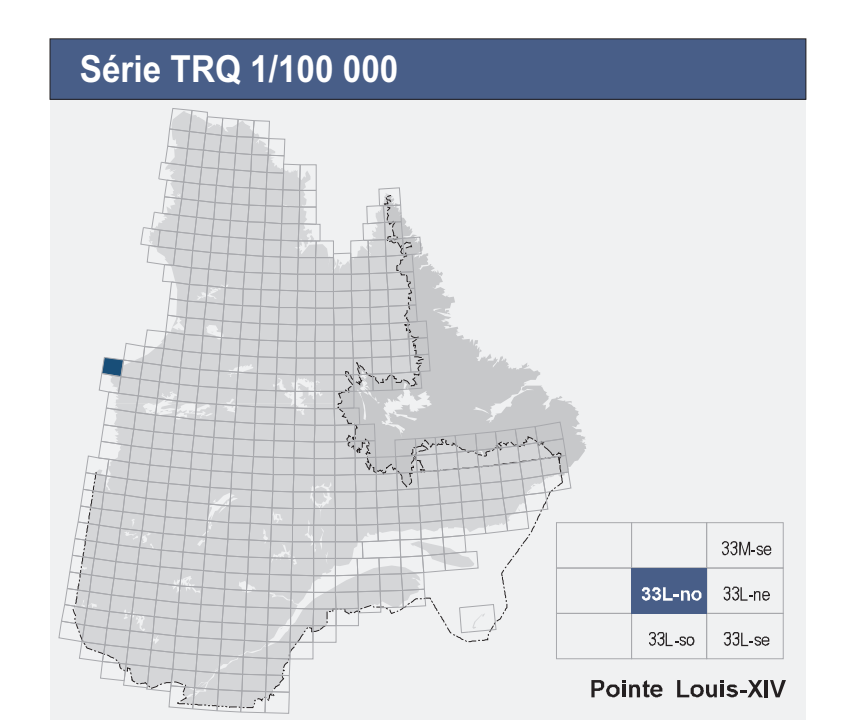 Série TRQ 1/100 000
33M-se
33L-no 33L-ne
33L-so 33L-se
Pointe Louis-XIV